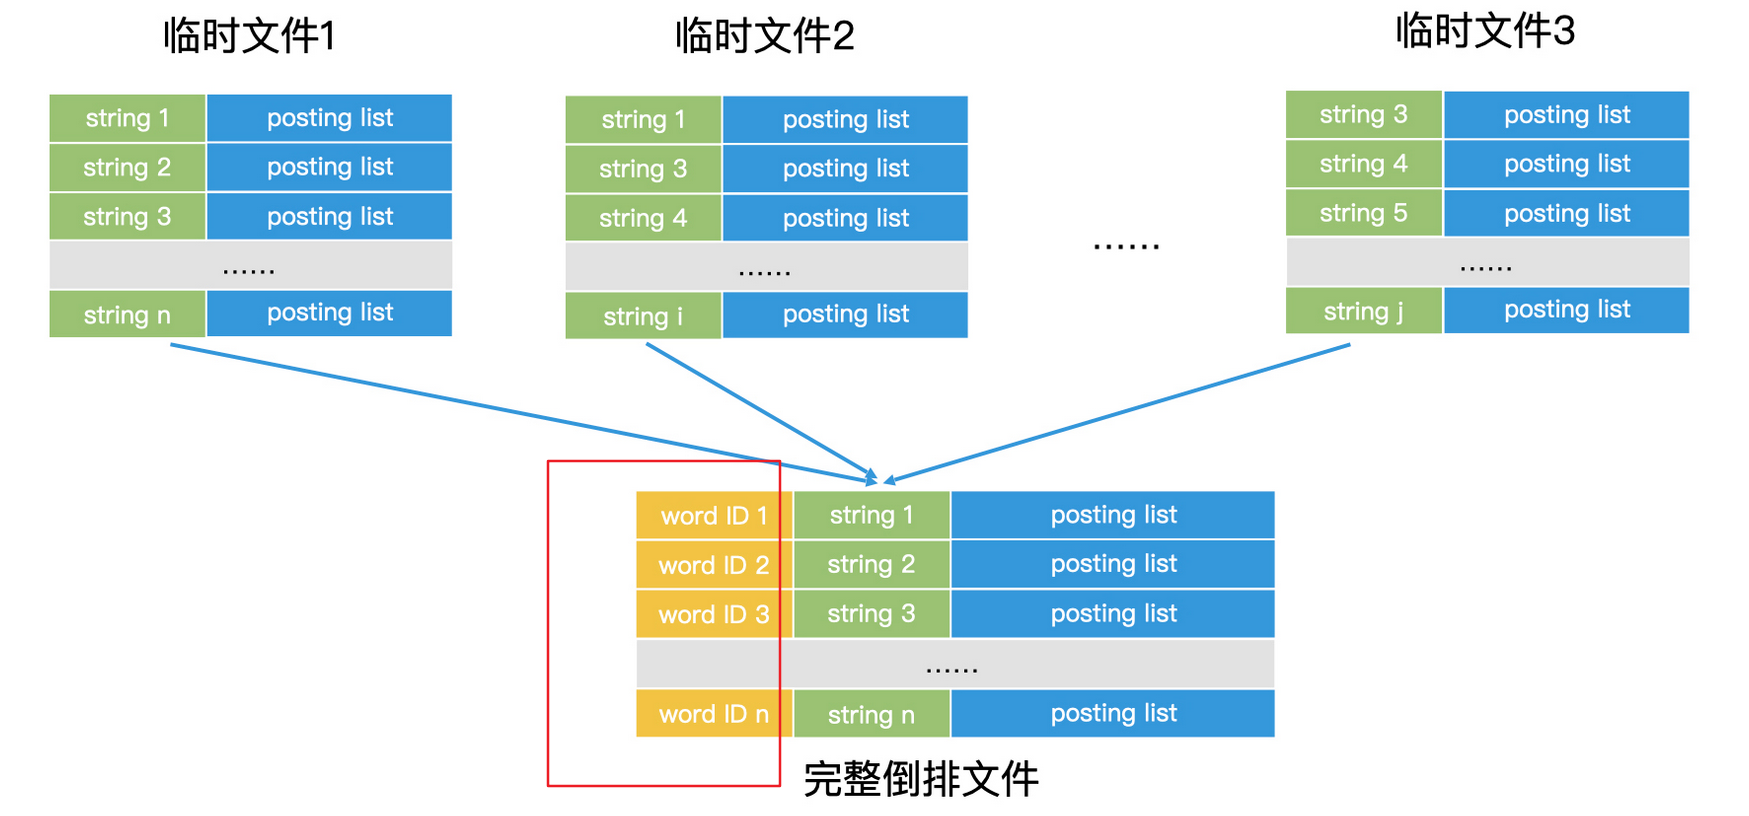 临时文件1
临时文件2
临时文件3
string 1 posting list
string 2 posting list
string 3 posting list
......
string n posting list
string 1 posting list
string 3 posting list
string 4 posting list
......
string i posting list
......
string 3 posting list
string 4 posting list
string 5 posting list
......
string j posting list
word ID 1 string 1 posting list
word ID 2 string 2 posting list
word ID 3 string 3 posting list
......
word ID n string n posting list
完整倒排文件